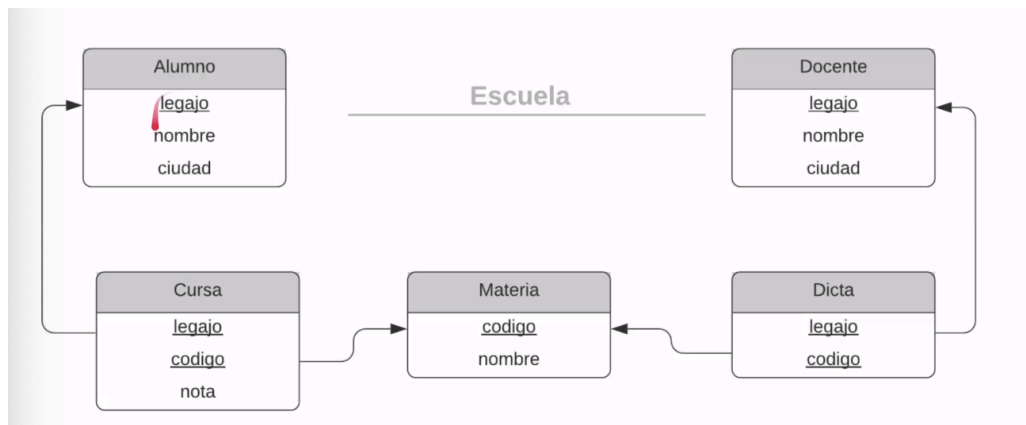 Escuela
Alumno
legajo
nombre
ciudad
Docente
legajo
nombre
ciudad
Cursa
legajo
codigo
nota
Materia
codigo
nombre
Dicta
legajo
codigo